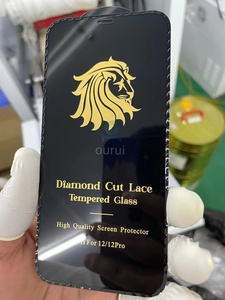 ourui
Diamond Cut Lace
Tempered Glass
High Quality Screen Protector
For 12/12Pro